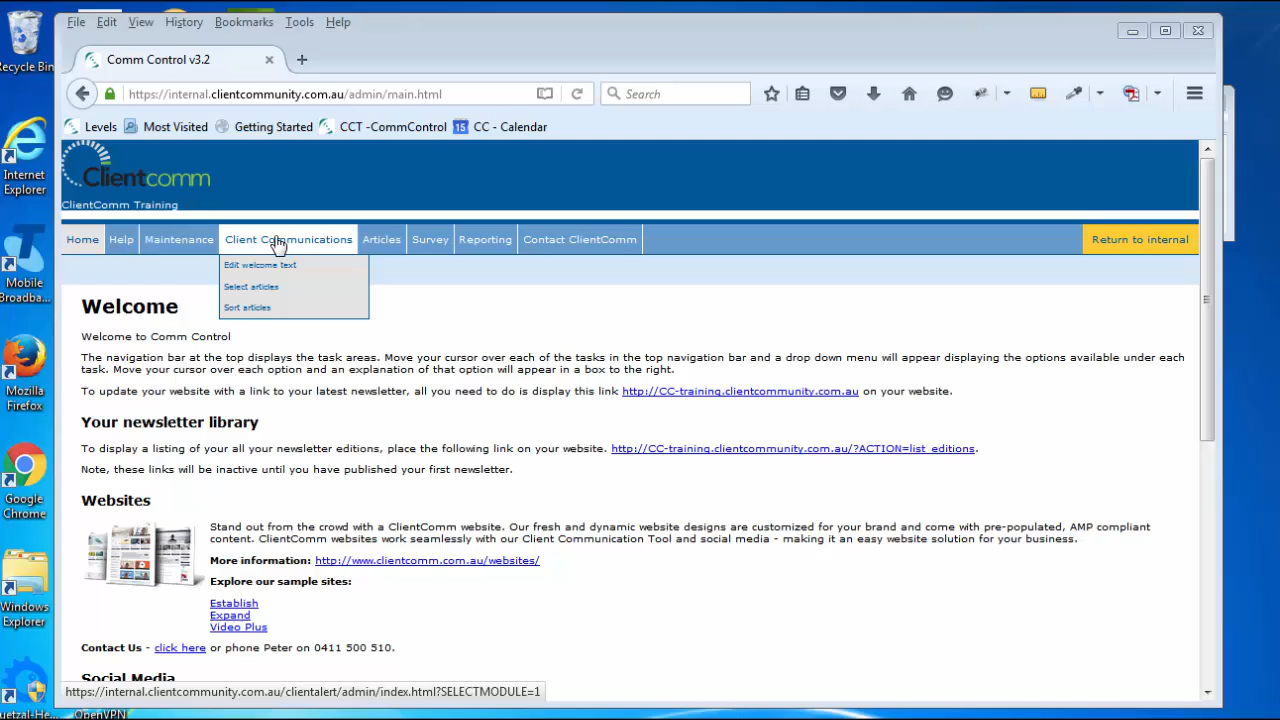 File Edit View History Bookmarks Tools Help
Comm Control v3.2
https://internal.clientcommunity.com.au/admin/main.html
Search
Levels Most Visited Getting Started CCT -CommControl 15 CC - Calendar
Clientcomm
ClientComm Training
Home Help Maintenance Client Communications Articles Survey Reporting Contact ClientComm Return to internal
Edit welcome text
Select articles
Sort articles
Welcome
Welcome to Comm Control
The navigation bar at the top displays the task areas. Move your cursor over each of the tasks in the top navigation bar and a drop down menu will appear displaying the options available under each
task. Move your cursor over each option and an explanation of that option will appear in a box to the right.
To update your website with a link to your latest newsletter, all you need to do is display this link http://CC-training.clientcommunity.com.au on your website.
Your newsletter library
To display a listing of your all your newsletter editions, place the following link on your website. http://CC-training.clientcommunity.com.au/?ACTION=list_editions.
Note, these links will be inactive until you have published your first newsletter.
Websites
Stand out from the crowd with a ClientComm website. Our fresh and dynamic website designs are customized for your brand and come with pre-populated, AMP compliant
content. ClientComm websites work seamlessly with our Client Communication Tool and social media - making it an easy website solution for your business.
More information: http://www.clientcomm.com.au/websites/
Explore our sample sites:
Establish
Expand
Video Plus
Contact Us - click here or phone Peter on 0411 500 510.
Social Media
https://internal.clientcommunity.com.au/clientalert/admin/index.html?SELECTMODULE=1
Recycle Bin
Internet
Explorer
Mobile
Broadba...
Mozilla
Firefox
Google
Chrome
Windows
Explorer
OpenVPN